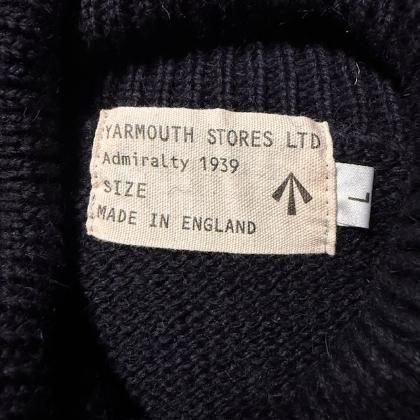 YARMOUTH STORES LTD
Admiralty 1939
SIZE
MADE IN ENGLAND
L